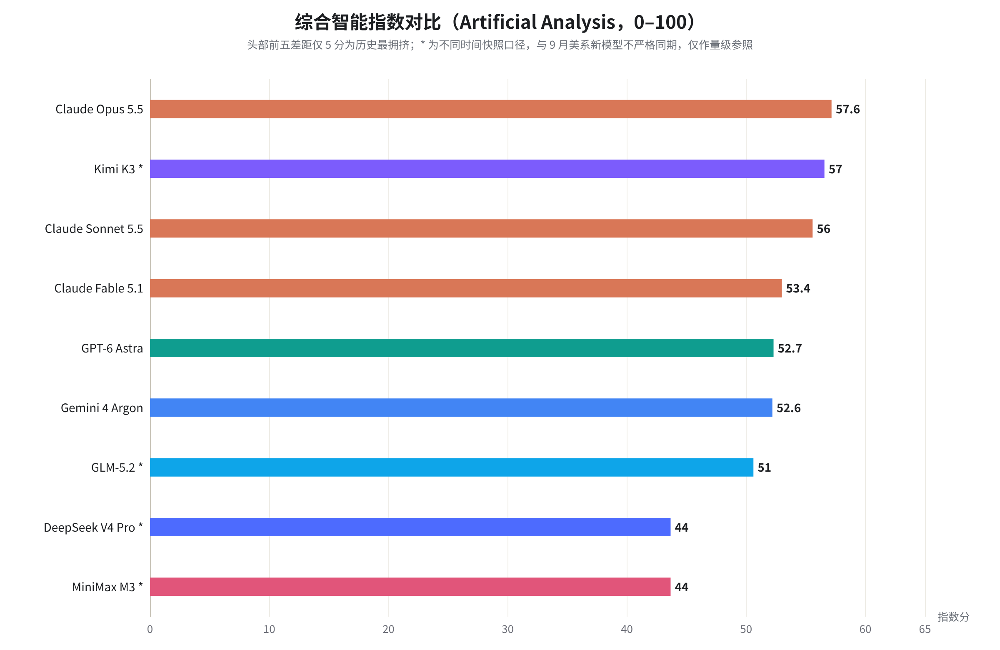 综合智能指数对比（Artificial Analysis，0–100）
头部前五差距仅 5 分为历史最拥挤；* 为不同时间快照口径，与 9 月美系新模型不严格同期，仅作量级参照
Claude Opus 5.5 57.6
Kimi K3 * 57
Claude Sonnet 5.5 56
Claude Fable 5.1 53.4
GPT-6 Astra 52.7
Gemini 4 Argon 52.6
GLM-5.2 * 51
DeepSeek V4 Pro * 44
MiniMax M3 * 44
指数分
0 10 20 30 40 50 60 65